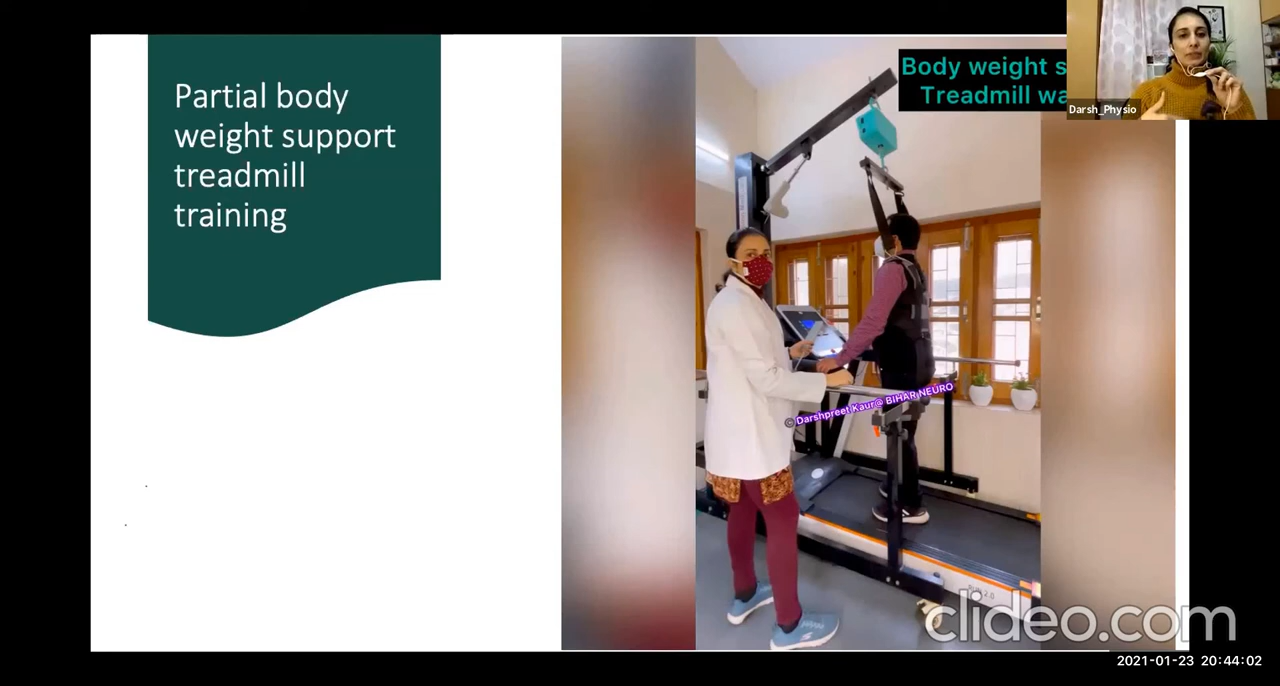 Partial body
weight support
treadmill
training
Body weight s
Treadmill wa
Darsh_Physio
© Darshpreet Kaur@ BIHAR NEURO
clideo.com
2021-01-23 20:44:02